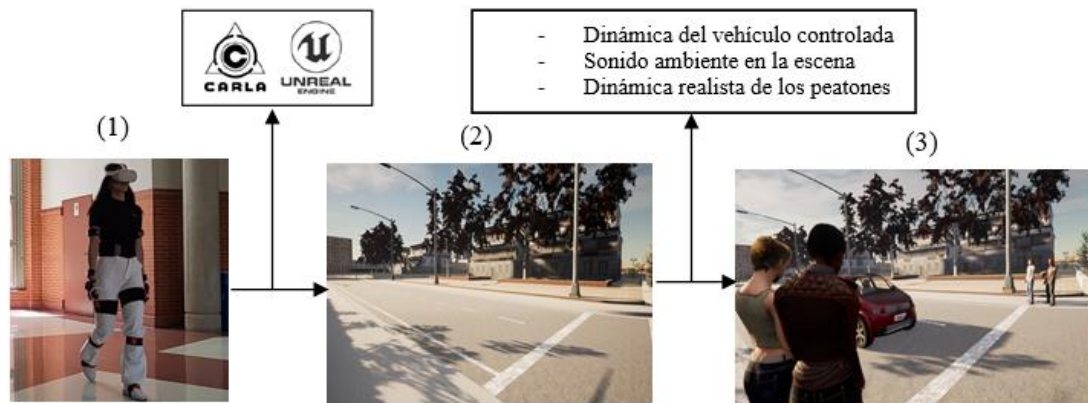 CARLA
UNREAL
ENGINE
- Dinámica del vehículo controlada
- Sonido ambiente en la escena
- Dinámica realista de los peatones
(1)
(2)
(3)